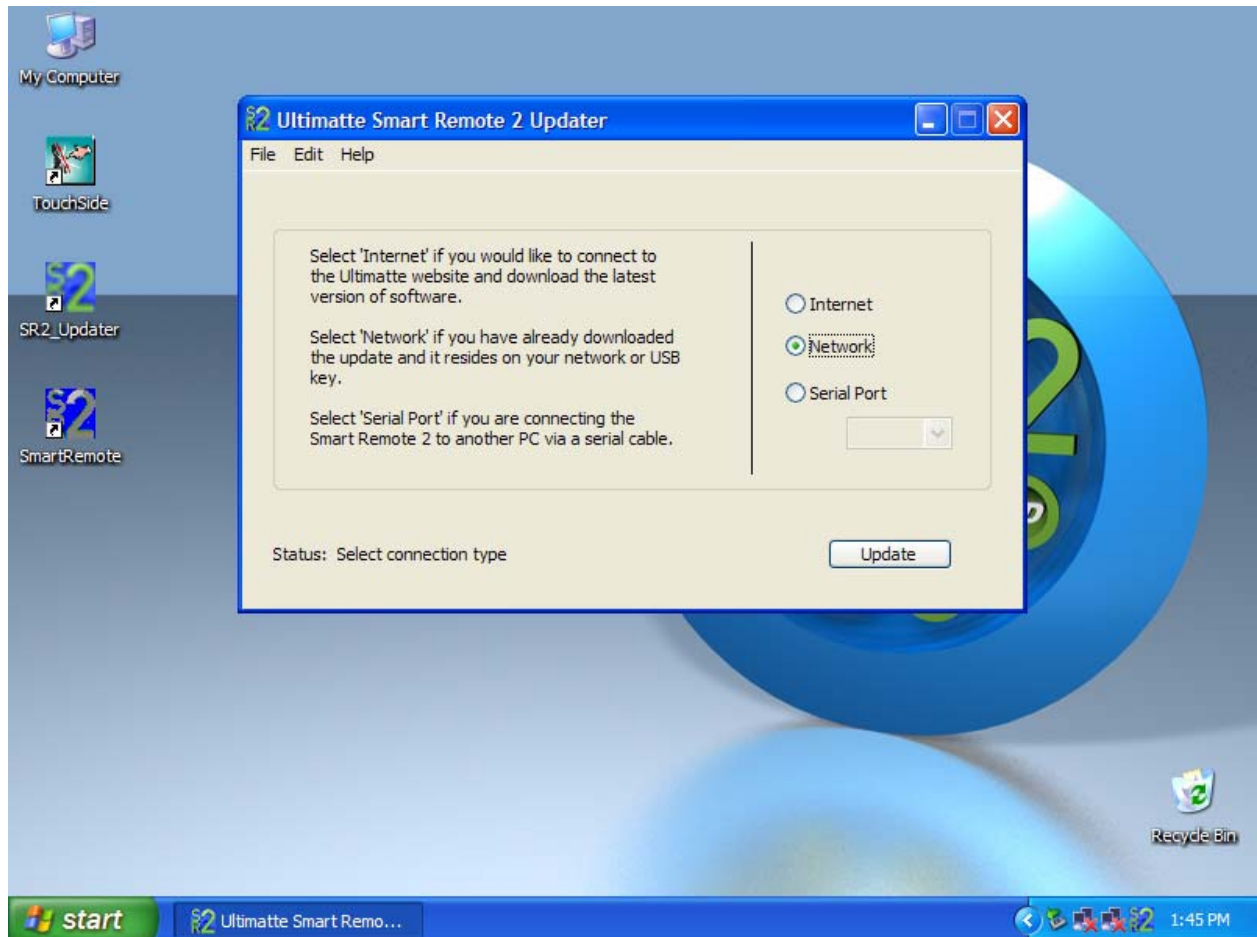 My Computer
TouchSide
SR2_Updater
SmartRemote
Ultimatte Smart Remote 2 Updater
File Edit Help
Select 'Internet' if you would like to connect to
the Ultimatte website and download the latest
version of software.
Select 'Network' if you have already downloaded
the update and it resides on your network or USB
key.
Select 'Serial Port' if you are connecting the
Smart Remote 2 to another PC via a serial cable.
Internet
Network
Serial Port
Status: Select connection type
Update
Recycle Bin
start
Ultimatte Smart Remo...
1:45 PM